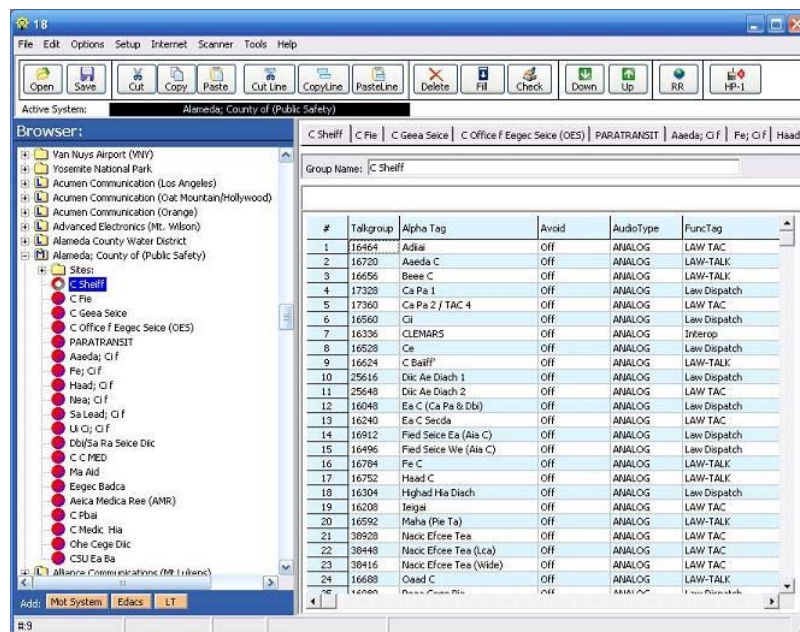 18
File Edit Options Setup Internet Scanner Tools Help
Open Save Cut Copy Paste Cut Line CopyLine PasteLine Delete Fill Check Down Up RR HP-1
Active System: Alameda; County of (Public Safety)
Browser:
Van Nuys Airport (VNY)
Yosemite National Park
L Acumen Communication (Los Angeles)
L Acumen Communication (Oat Mountain/Hollywood)
L Acumen Communication (Orange)
L Advanced Electronics (Mt. Wilson)
L Alameda County Water District
M Alameda; County of (Public Safety)
Sites:
C Sheiff
C Fie
C Geea Seice
C Office f Eegec Seice (OES)
PARATRANSIT
Aaeda; Ci f
Fe; Ci f
Haad; Ci f
Nea; Ci f
Sa Lead; Ci f
Ui Ci; Ci f
Dbi/Sa Ra Seice Diic
C C MED
Ma Aid
Eegec Badca
Aeica Medica Ree (AMR)
C Pbai
C Medic Hia
Ohe Cege Diic
CSU Ea Ba
L Alliance Communications (Mt Lukens)
Add: Mot System Edacs LT
#:9
C Sheiff C Fie C Geea Seice C Office f Eegec Seice (OES) PARATRANSIT Aaeda; Ci f Fe; Ci f Haad
Group Name: C Sheiff
# Talkgroup Alpha Tag Avoid AudioType FuncTag
1 16464 Adiiai Off ANALOG LAW TAC
2 16720 Aaeda C Off ANALOG LAW-TALK
3 16656 Beee C Off ANALOG LAW-TALK
4 17328 Ca Pa 1 Off ANALOG Law Dispatch
5 17360 Ca Pa 2 / TAC 4 Off ANALOG LAW TAC
6 16560 Cii Off ANALOG Law Dispatch
7 16336 CLEMARS Off ANALOG Interop
8 16528 Ce Off ANALOG Law Dispatch
9 16624 C Baiiff' Off ANALOG LAW-TALK
10 25616 Diic Ae Diach 1 Off ANALOG Law Dispatch
11 25648 Diic Ae Diach 2 Off ANALOG LAW TAC
12 16048 Ea C (Ca Pa & Dbi) Off ANALOG Law Dispatch
13 16240 Ea C Secda Off ANALOG LAW TAC
14 16912 Fied Seice Ea (Aia C) Off ANALOG Law Dispatch
15 16496 Fied Seice We (Aia C) Off ANALOG Law Dispatch
16 16784 Fe C Off ANALOG LAW-TALK
17 16752 Haad C Off ANALOG LAW-TALK
18 16304 Highad Hia Diach Off ANALOG Law Dispatch
19 16208 Ieigai Off ANALOG LAW TAC
20 16592 Maha (Pie Ta) Off ANALOG LAW-TALK
21 38928 Nacic Efcee Tea Off ANALOG LAW TAC
22 38448 Nacic Efcee Tea (Lca) Off ANALOG LAW TAC
23 38416 Nacic Efcee Tea (Wide) Off ANALOG LAW TAC
24 16688 Oaad C Off ANALOG LAW-TALK